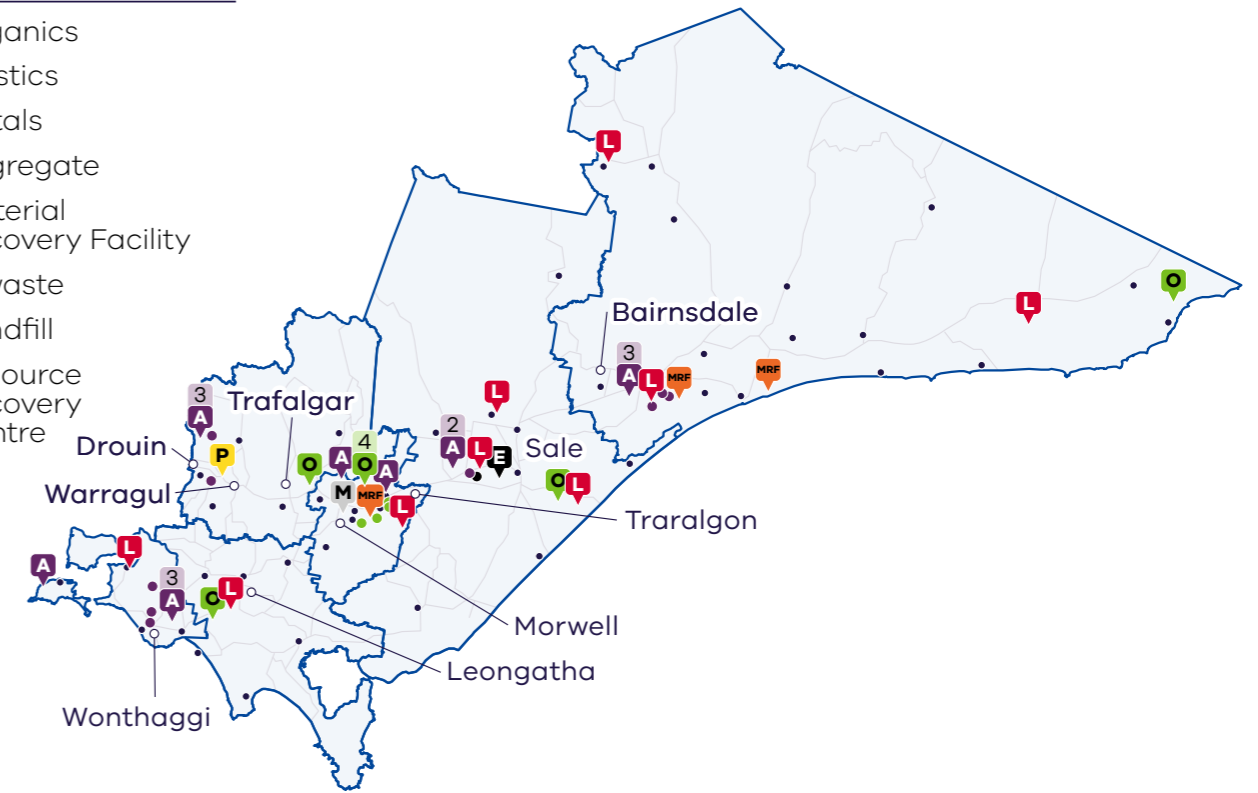 ganics
stics
tals
gregate
terial
covery Facility
waste
ndfill
ource
covery
ntre
L
O
L
Bairnsdale
3
A
L
MRF
MRF
3
A
Trafalgar
L
Drouin
P
2
A
L
E
Sale
4
O
A
O
A
Warragul
M
MRF
L
O
L
Traralgon
A
L
3
A
O
L
Morwell
Leongatha
Wonthaggi